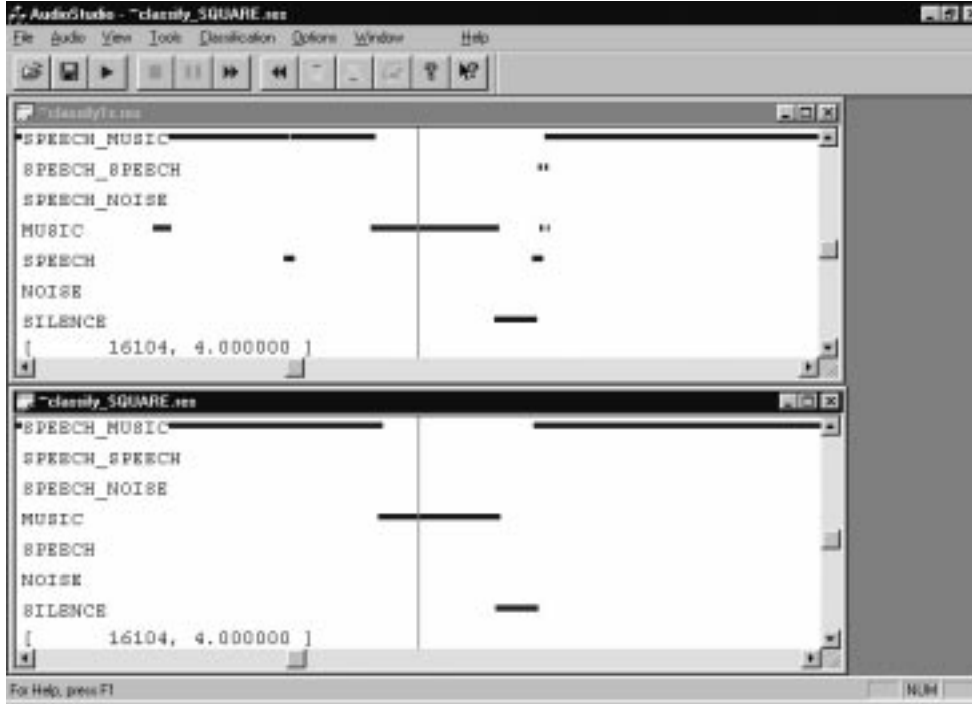 AudioStudio - ~classify_SQUARE.res
File Audio View Tools Classification Options Window Help
~classify1s.res
SPEECH_MUSIC
SPEECH_SPEECH
SPEECH_NOISE
MUSIC
SPEECH
NOISE
SILENCE
[ 16104, 4.000000 ]
~classify_SQUARE.res
SPEECH_MUSIC
SPEECH_SPEECH
SPEECH_NOISE
MUSIC
SPEECH
NOISE
SILENCE
[ 16104, 4.000000 ]
For Help, press F1
NUM